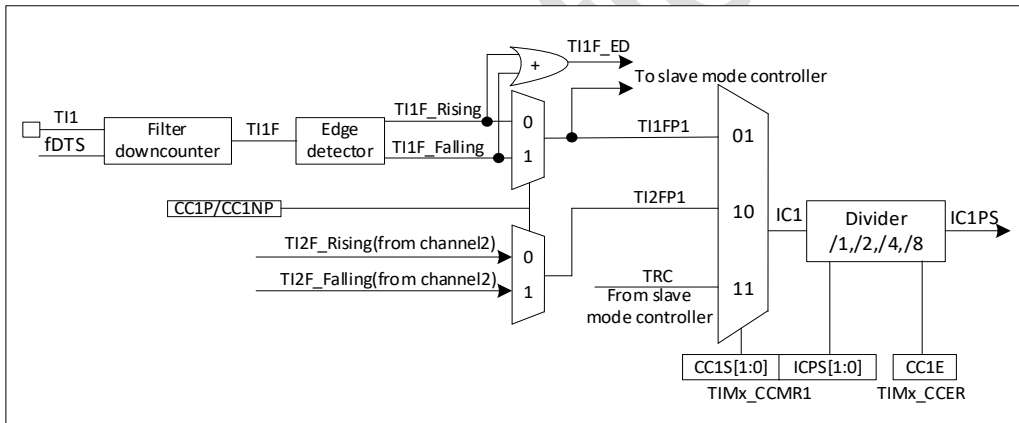 TI1F_ED
To slave mode controller
TI1
fDTS
Filter
downcounter
TI1F
Edge
detector
TI1F_Rising
TI1F_Falling
+
0
1
TI1FP1
01
CC1P/CC1NP
TI2FP1
10
IC1
Divider
/1,/2,/4,/8
IC1PS
TI2F_Rising(from channel2)
TI2F_Falling(from channel2)
0
1
TRC
From slave
mode controller
11
CC1S[1:0]
ICPS[1:0]
CC1E
TIMx_CCMR1
TIMx_CCER